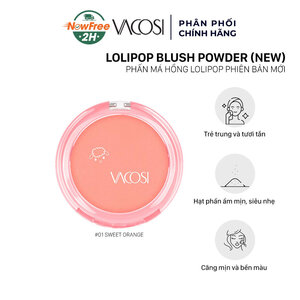 NowFree
2H
VACOSI
PHÂN PHỐI
CHÍNH HÃNG
LOLIPOP BLUSH POWDER (NEW)
PHẤN MÁ HỒNG LOLIPOP PHIÊN BẢN MỚI
Trẻ trung và tươi tắn
VACOSI
Hạt phấn ẩm mịn, siêu nhẹ
#01 SWEET ORANGE
Căng mịn và bền màu